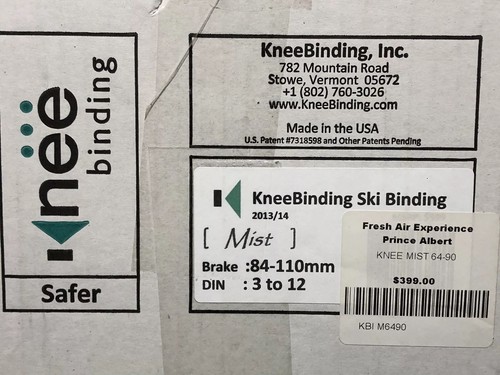 Knee
binding
Safer
KneeBinding, Inc.
782 Mountain Road
Stowe, Vermont 05672
+1 (802) 760-3026
www.KneeBinding.com
Made in the USA
U.S. Patent #7318598 and Other Patents Pending
KneeBinding Ski Binding
2013/14
[ Mist ]
Brake :84-110mm
DIN : 3 to 12
Fresh Air Experience
Prince Albert
KNEE MIST 64-90
$399.00
KBI M6490